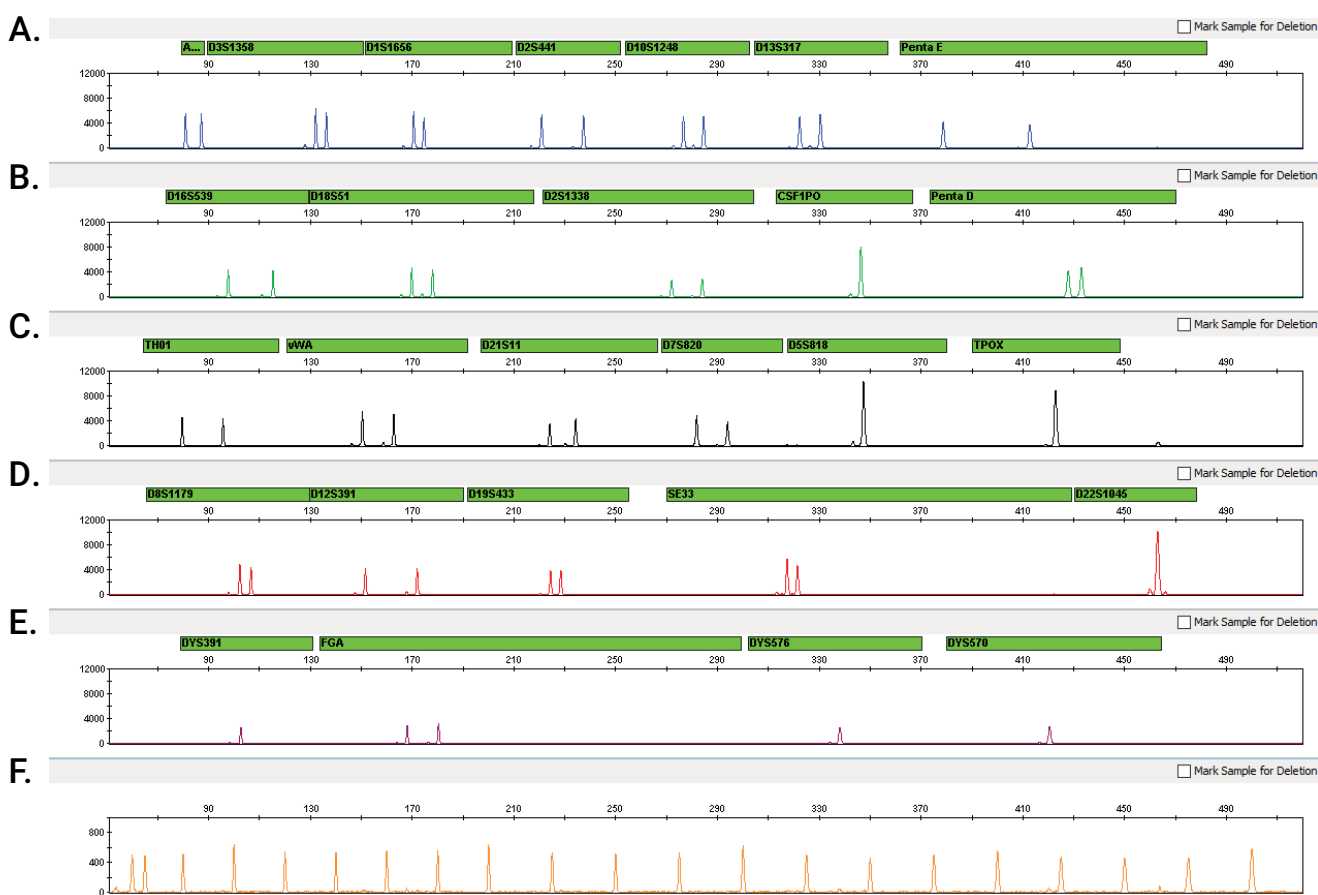 A.
Mark Sample for Deletion
A... D3S1358 D1S1656 D2S441 D10S1248 D13S317 Penta E
90 130 170 210 250 290 330 370 410 450 490
12000
8000
4000
0
B.
Mark Sample for Deletion
D16S539 D18S51 D2S1338 CSF1PO Penta D
90 130 170 210 250 290 330 370 410 450 490
12000
8000
4000
0
C.
Mark Sample for Deletion
TH01 vWA D21S11 D7S820 D5S818 TPOX
90 130 170 210 250 290 330 370 410 450 490
12000
8000
4000
0
D.
Mark Sample for Deletion
D8S1179 D12S391 D19S433 SE33 D22S1045
90 130 170 210 250 290 330 370 410 450 490
12000
8000
4000
0
E.
Mark Sample for Deletion
DYS391 FGA DYS576 DYS570
90 130 170 210 250 290 330 370 410 450 490
12000
8000
4000
0
F.
Mark Sample for Deletion
90 130 170 210 250 290 330 370 410 450 490
800
400
0